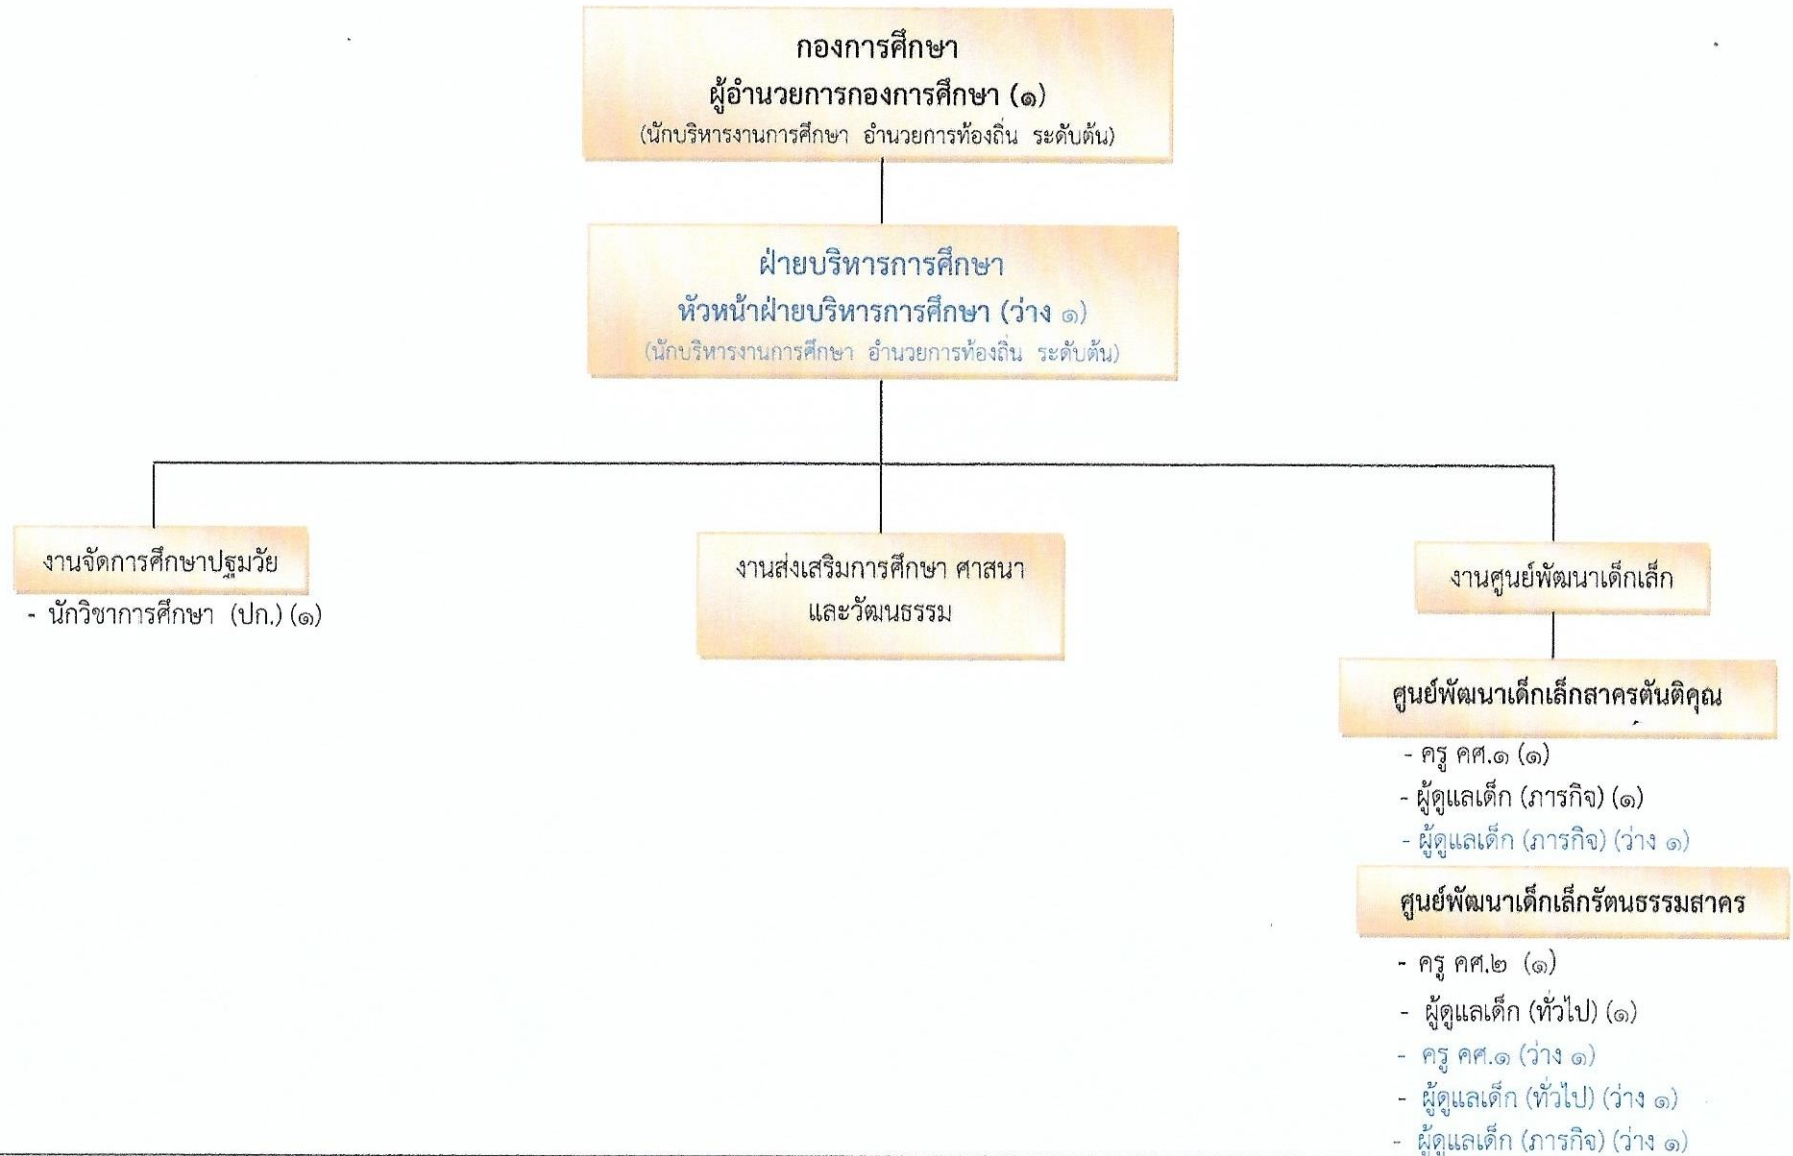 กองการศึกษา
ผู้อำนวยการกองการศึกษา (๑)
(นักบริหารงานการศึกษา อำนวยการท้องถิ่น ระดับต้น)
ฝ่ายบริหารการศึกษา
หัวหน้าฝ่ายบริหารการศึกษา (ว่าง ๑)
(นักบริหารงานการศึกษา อำนวยการท้องถิ่น ระดับต้น)
งานจัดการศึกษาปฐมวัย
- นักวิชาการศึกษา (ปก.) (๑)
งานส่งเสริมการศึกษา ศาสนา
และวัฒนธรรม
งานศูนย์พัฒนาเด็กเล็ก
ศูนย์พัฒนาเด็กเล็กสาครตันติคุณ
- ครู คศ.๑ (๑)
- ผู้ดูแลเด็ก (ภารกิจ) (๑)
- ผู้ดูแลเด็ก (ภารกิจ) (ว่าง ๑)
ศูนย์พัฒนาเด็กเล็กรัตนธรรมสาคร
- ครู คศ.๒ (๑)
- ผู้ดูแลเด็ก (ทั่วไป) (๑)
- ครู คศ.๑ (ว่าง ๑)
- ผู้ดูแลเด็ก (ทั่วไป) (ว่าง ๑)
- ผู้ดูแลเด็ก (ภารกิจ) (ว่าง ๑)